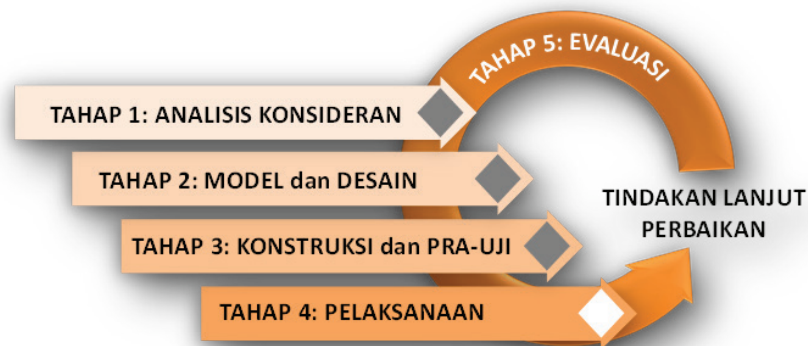 TAHAP 5: EVALUASI
TAHAP 1: ANALISIS KONSIDERAN
TAHAP 2: MODEL dan DESAIN
TINDAKAN LANJUT
PERBAIKAN
TAHAP 3: KONSTRUKSI dan PRA-UJI
TAHAP 4: PELAKSANAAN